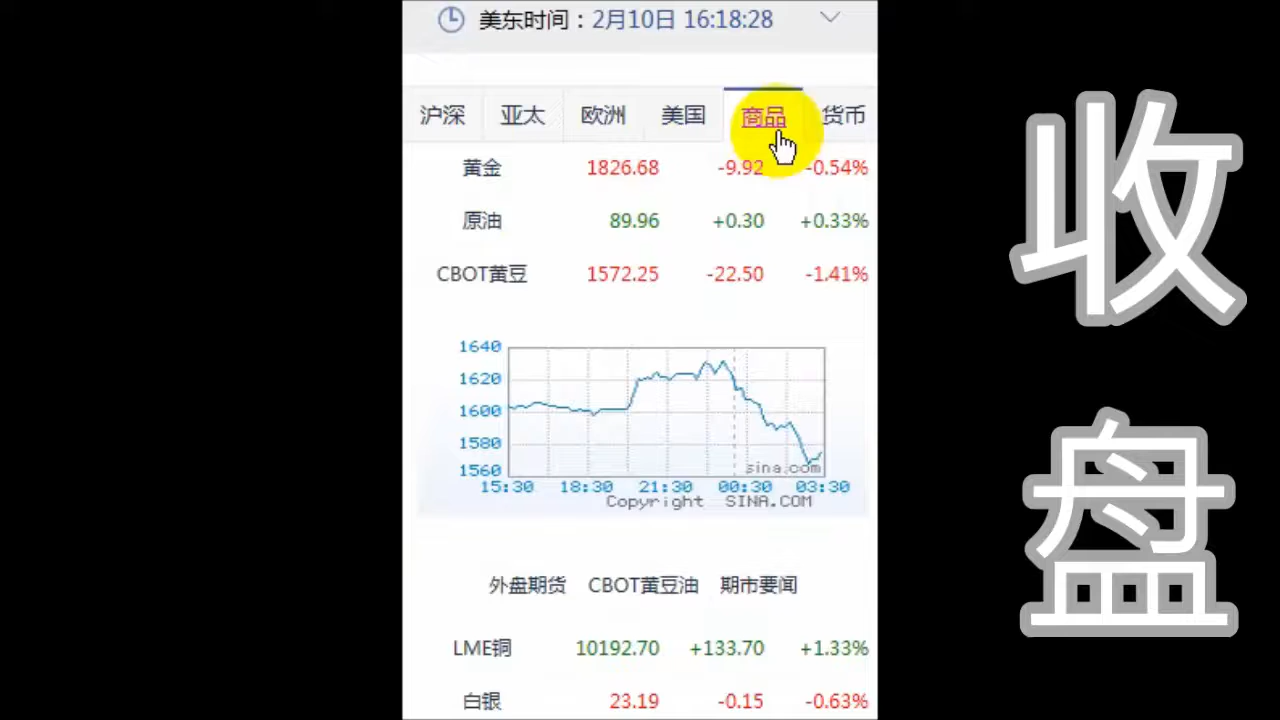 美东时间：2月10日 16:18:28
沪深 亚太 欧洲 美国 商品 货币
黄金 1826.68 -9.92 -0.54%
原油 89.96 +0.30 +0.33%
CBOT黄豆 1572.25 -22.50 -1.41%
1640
1620
1600
1580
1560
sina.com
15:30 18:30 21:30 00:30 03:30
Copyright SINA.COM
外盘期货 CBOT黄豆油 期市要闻
LME铜 10192.70 +133.70 +1.33%
白银 23.19 -0.15 -0.63%
收
盘